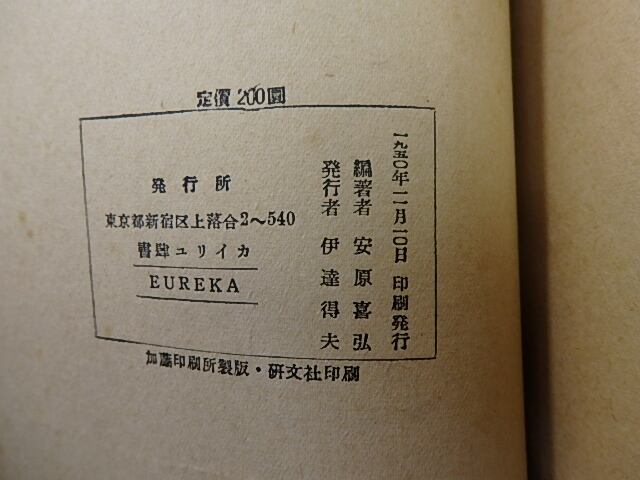 定價 200圓
一九五〇年一一月一〇日 印刷発行
編著者 安原喜弘
発行者 伊達得夫
発行所
東京都新宿区上落合2〜540
書肆ユリイカ
EUREKA
加藤印刷所製版・研文社印刷